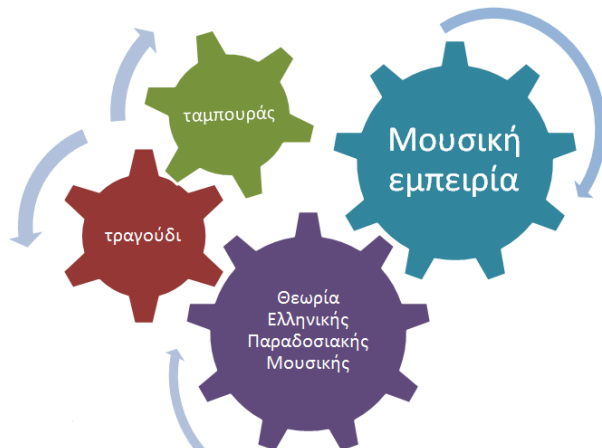 ταμπουράς
Μουσική
εμπειρία
τραγούδι
Θεωρία
Ελληνικής
Παραδοσιακής
Μουσικής